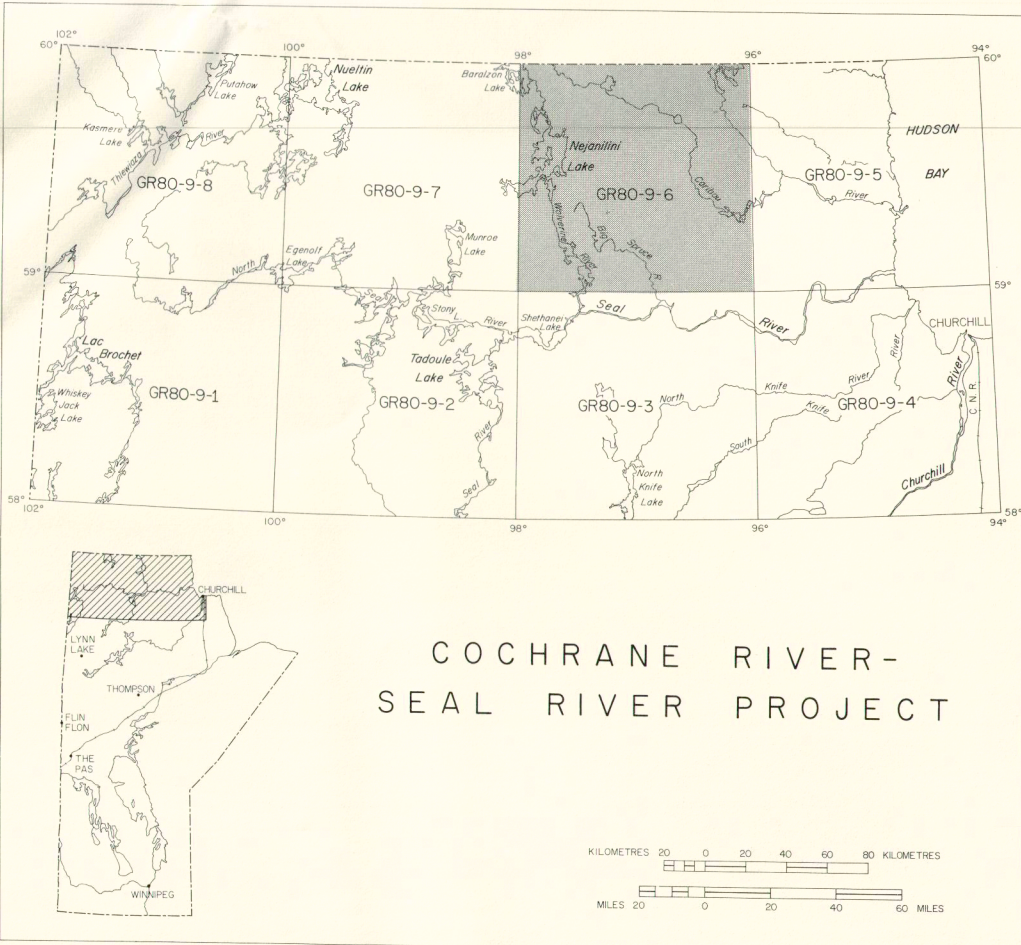 102°
60°
100°
98°
96°
94°
60°
Putahow
Lake
Nueltin
Lake
Baralzon
Lake
Kasmere
Lake
River
Thlewiaza
GR80-9-8
GR80-9-7
Nejanilini
Lake
GR80-9-6
Caribou
GR80-9-5
River
HUDSON
BAY
Wolverine
River
Big
Spruce
Munroe
Lake
Egenolf
Lake
North
59°
59°
Seal
Stony
L.
River
Shethanei
Lake
Seal
River
CHURCHILL
Lac
Brochet
Tadoule
Lake
Whiskey
Jack
Lake
GR80-9-1
GR80-9-2
GR80-9-3
North
Knife
River
River
Knife
GR80-9-4
River
C.N.R.
South
River
Seal
North
Knife
Lake
Churchill
58°
102°
100°
98°
96°
58°
94°
CHURCHILL
LYNN
LAKE
THOMPSON
FLIN
FLON
THE
PAS
WINNIPEG
COCHRANE RIVER-
SEAL RIVER PROJECT
KILOMETRES 20 0 20 40 60 80 KILOMETRES
MILES 20 0 20 40 60 MILES